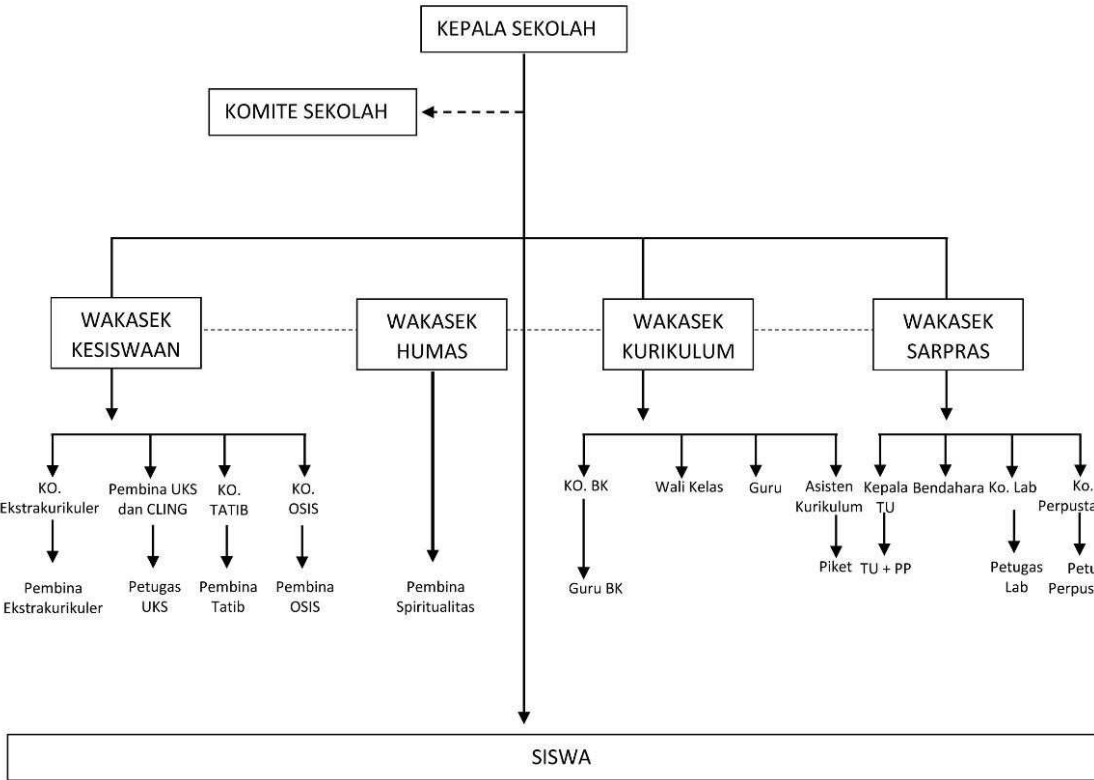 KEPALA SEKOLAH
KOMITE SEKOLAH
WAKASEK
KESISWAAN
WAKASEK
HUMAS
WAKASEK
KURIKULUM
WAKASEK
SARPRAS
KO.
Ekstrakurikuler
Pembina UKS
dan CLING
KO.
TATIB
KO.
OSIS
KO. BK
Wali Kelas
Guru
Asisten
Kurikulum
Kepala
TU
Bendahara
Ko. Lab
Ko.
Pembina
Ekstrakurikuler
Petugas
UKS
Pembina
Tatib
Pembina
OSIS
Pembina
Spiritualitas
Guru BK
Piket
TU + PP
Petugas
Lab
SISWA